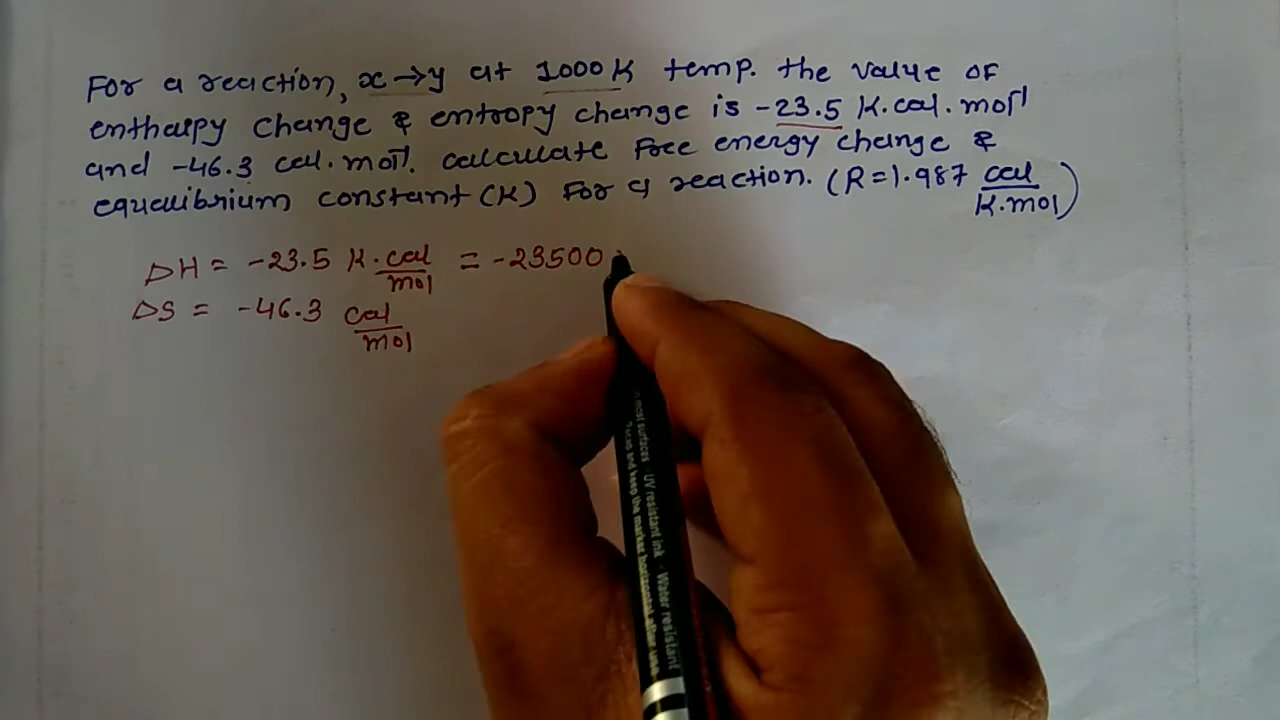 For a reaction, x → y at 1000 K temp. the value of
enthalpy change & entropy change is -23.5 K.cal.mol⁻¹
and -46.3 cal.mol⁻¹. calculate free energy change &
equilibrium constant (K) For a reaction. (R=1.987 cal/K.mol)
ΔH = -23.5 K.cal/mol = -23500
ΔS = -46.3 cal/mol